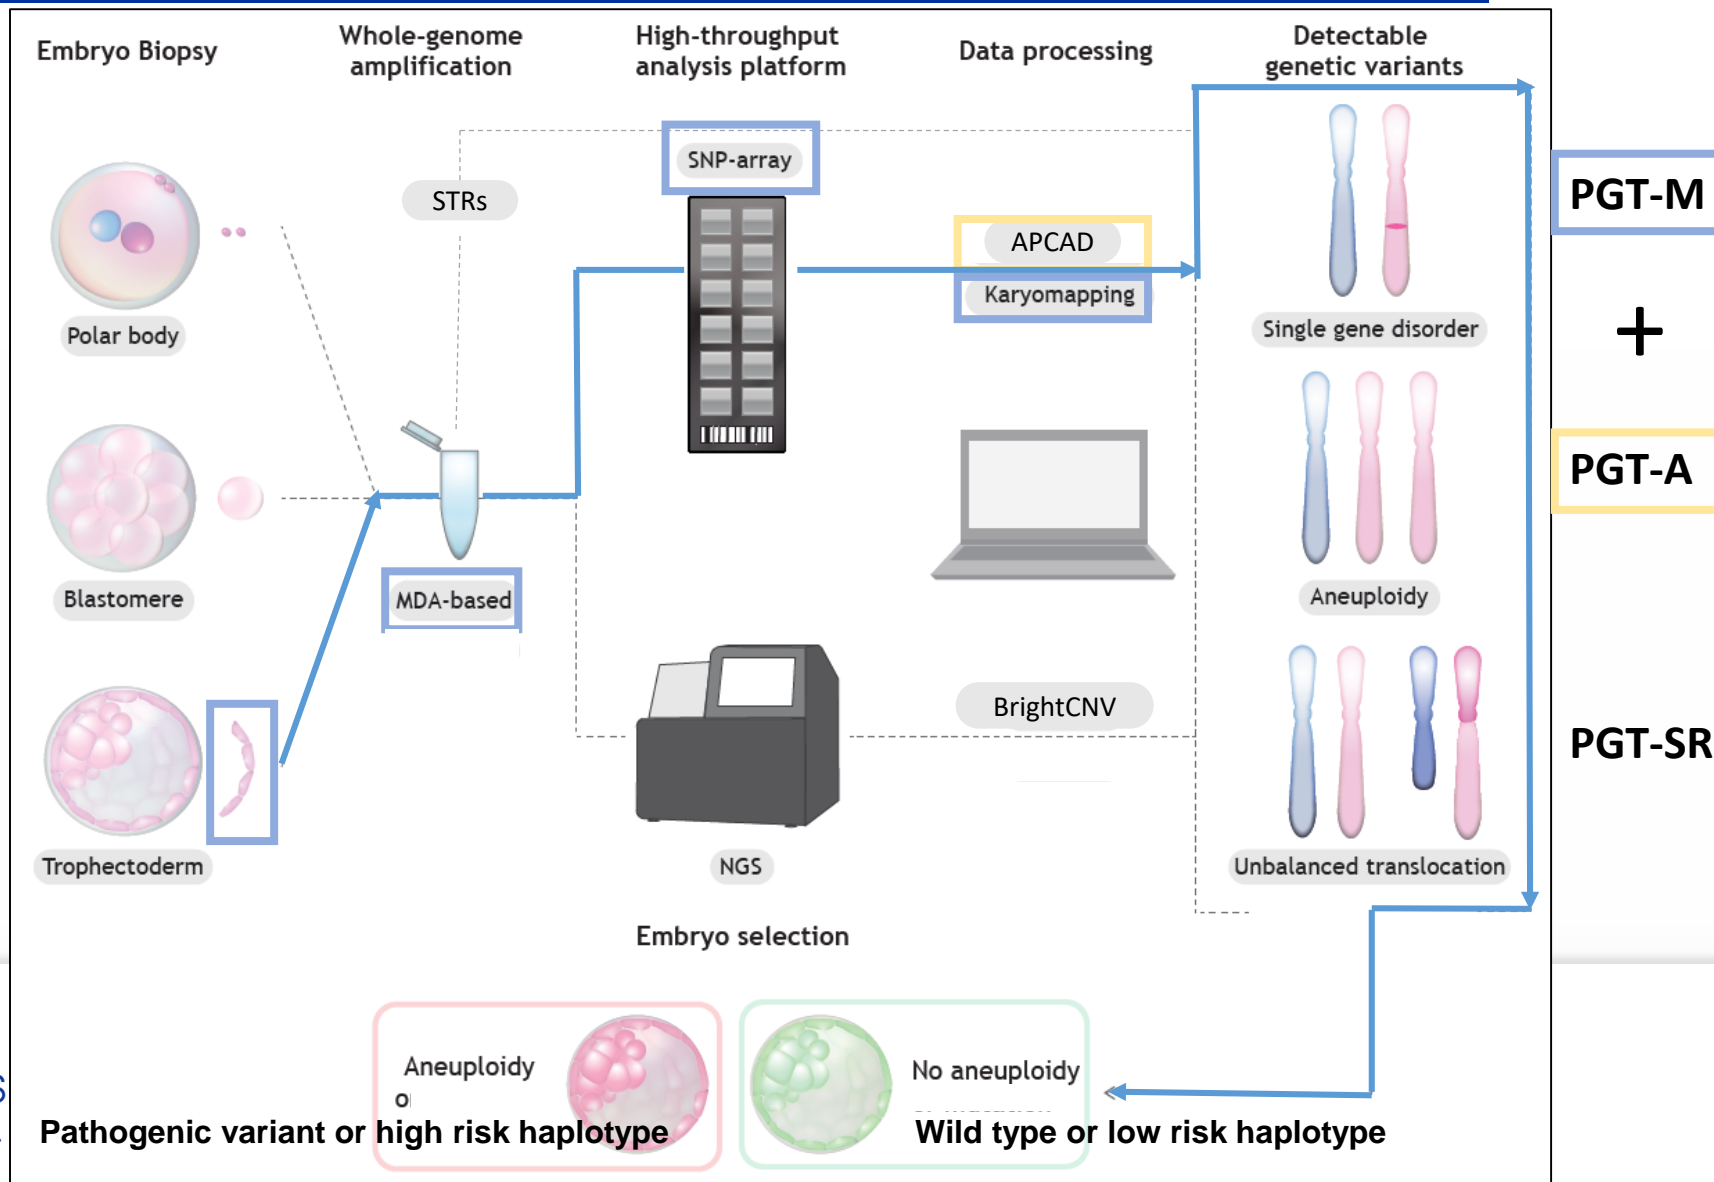 Embryo Biopsy
Whole-genome
amplification
High-throughput
analysis platform
Data processing
Detectable
genetic variants
SNP-array
STRs
APCAD
Karyomapping
Polar body
Single gene disorder
PGT-M
+
PGT-A
Blastomere
MDA-based
Aneuploidy
BrightCNV
PGT-SR
Trophectoderm
NGS
Unbalanced translocation
Embryo selection
Aneuploidy
No aneuploidy
Pathogenic variant or high risk haplotype
Wild type or low risk haplotype